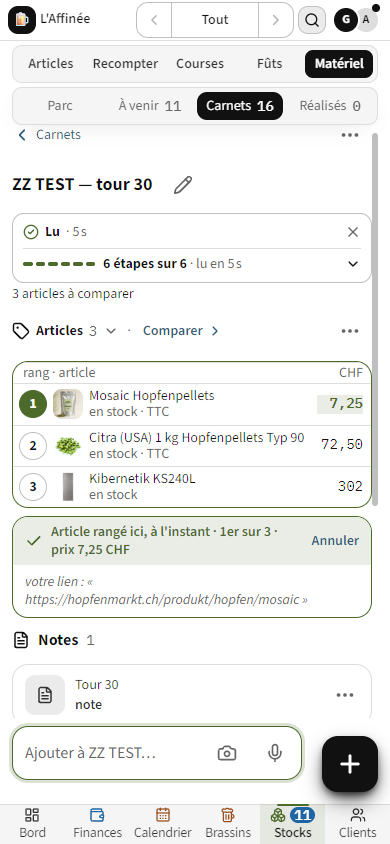 L'Affinée
Tout
G
A
Articles
Recompter
Courses
Fûts
Matériel
Parc
À venir 11
Carnets 16
Réalisés 0
Carnets
ZZ TEST — tour 30
Lu · 5 s
6 étapes sur 6 · lu en 5 s
3 articles à comparer
Articles 3 · Comparer
rang · article
CHF
1
Mosaic Hopfenpellets
en stock · TTC
7,25
2
Citra (USA) 1 kg Hopfenpellets Typ 90
en stock · TTC
72,50
3
Kibernetik KS240L
en stock
302
Article rangé ici, à l'instant · 1er sur 3 ·
prix 7,25 CHF
Annuler
votre lien : «
https://hopfenmarkt.ch/produkt/hopfen/mosaic »
Notes 1
Tour 30
note
Ajouter à ZZ TEST…
Bord
Finances
Calendrier
Brassins
11
Stocks
Clients